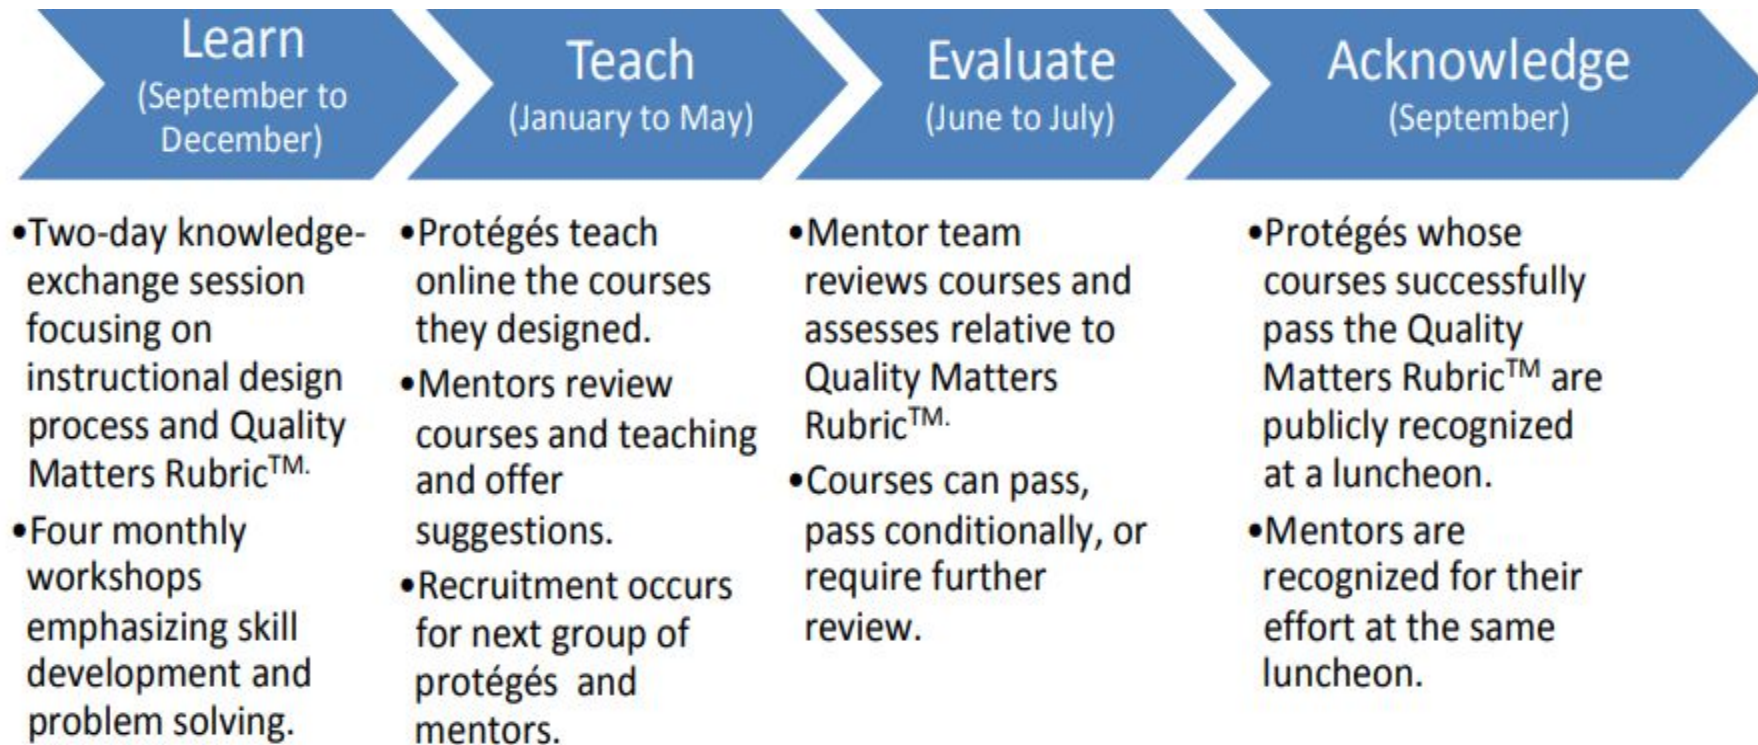 Learn
(September to
December)
•Two-day knowledge-
exchange session
focusing on
instructional design
process and Quality
Matters Rubric™.
•Four monthly
workshops
emphasizing skill
development and
problem solving.
Teach
(January to May)
•Protégés teach
online the courses
they designed.
•Mentors review
courses and teaching
and offer
suggestions.
•Recruitment occurs
for next group of
protégés and
mentors.
Evaluate
(June to July)
•Mentor team
reviews courses and
assesses relative to
Quality Matters
Rubric™.
•Courses can pass,
pass conditionally, or
require further
review.
Acknowledge
(September)
•Protégés whose
courses successfully
pass the Quality
Matters Rubric™ are
publicly recognized
at a luncheon.
•Mentors are
recognized for their
effort at the same
luncheon.